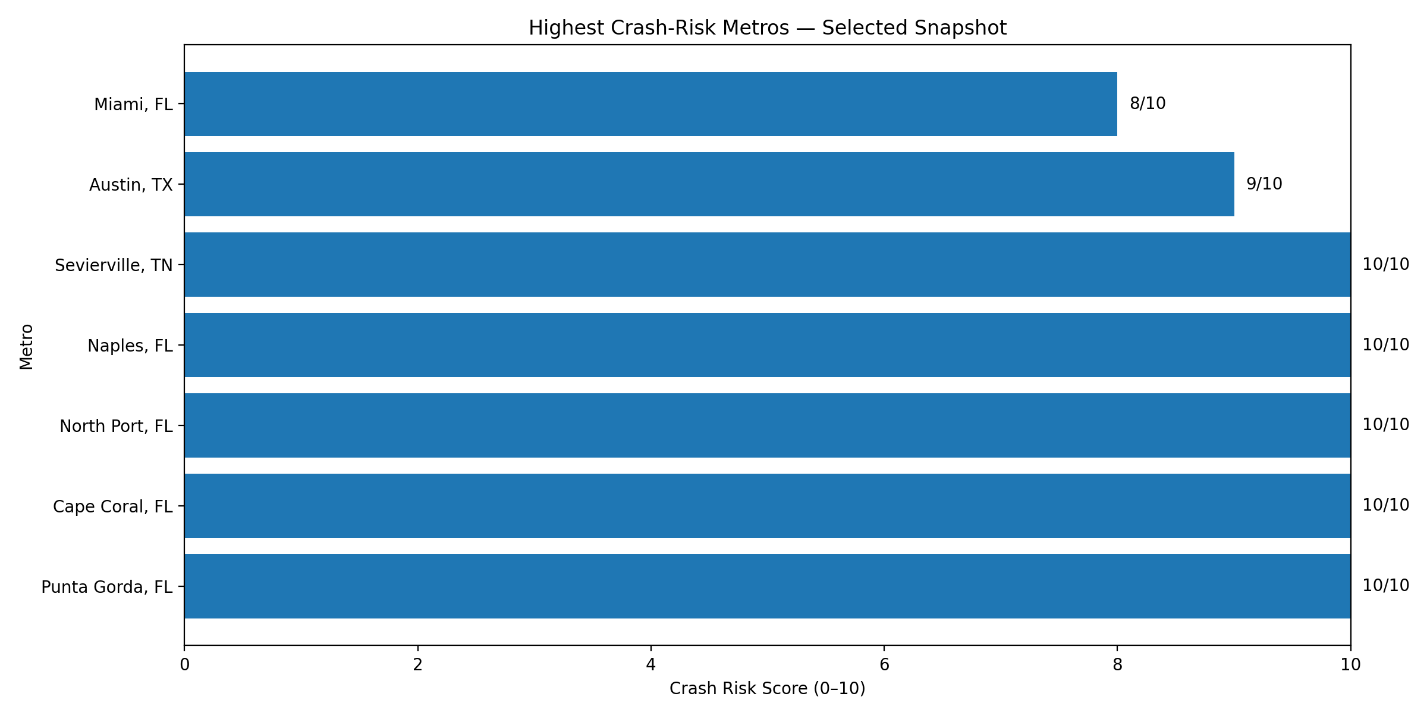 Highest Crash-Risk Metros — Selected Snapshot
Metro
Miami, FL
8/10
Austin, TX
9/10
Sevierville, TN
10/10
Naples, FL
10/10
North Port, FL
10/10
Cape Coral, FL
10/10
Punta Gorda, FL
10/10
0 2 4 6 8 10
Crash Risk Score (0–10)